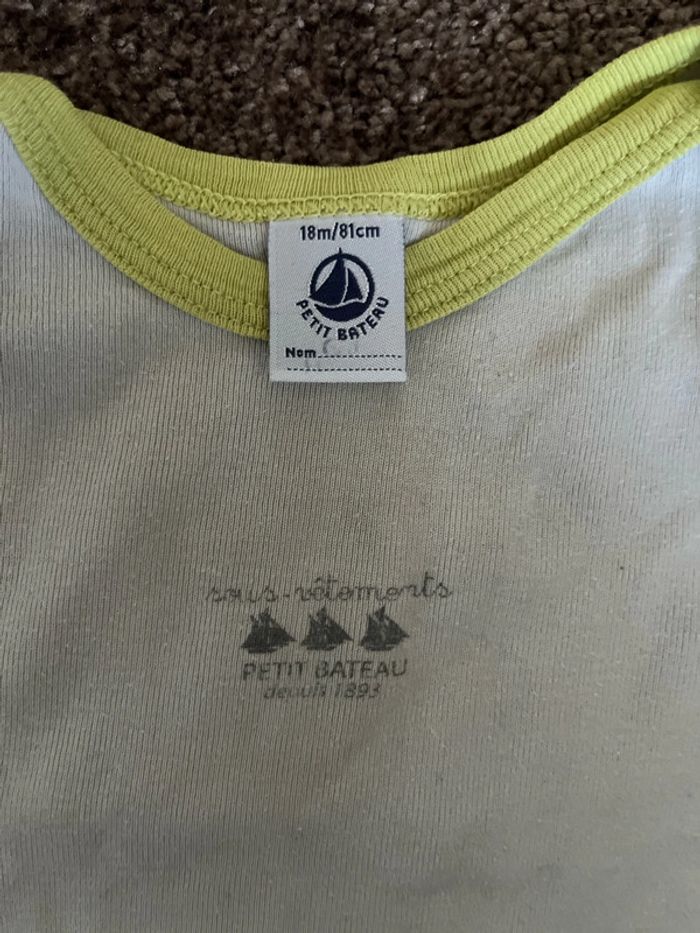 18m/81cm
PETIT BATEAU
Nom
sous-vêtements
PETIT BATEAU
depuis 1893